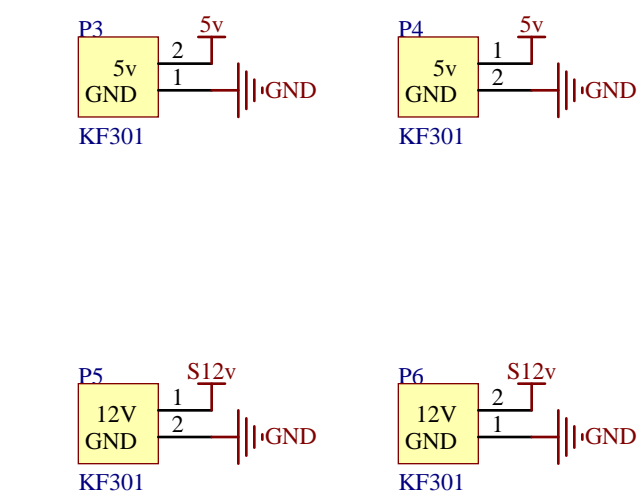 P3 5v
2
5v
1
GND GND
KF301
P4 5v
1
5v
2
GND GND
KF301
P5 S12v
1
12V
2
GND GND
KF301
P6 S12v
2
12V
1
GND GND
KF301